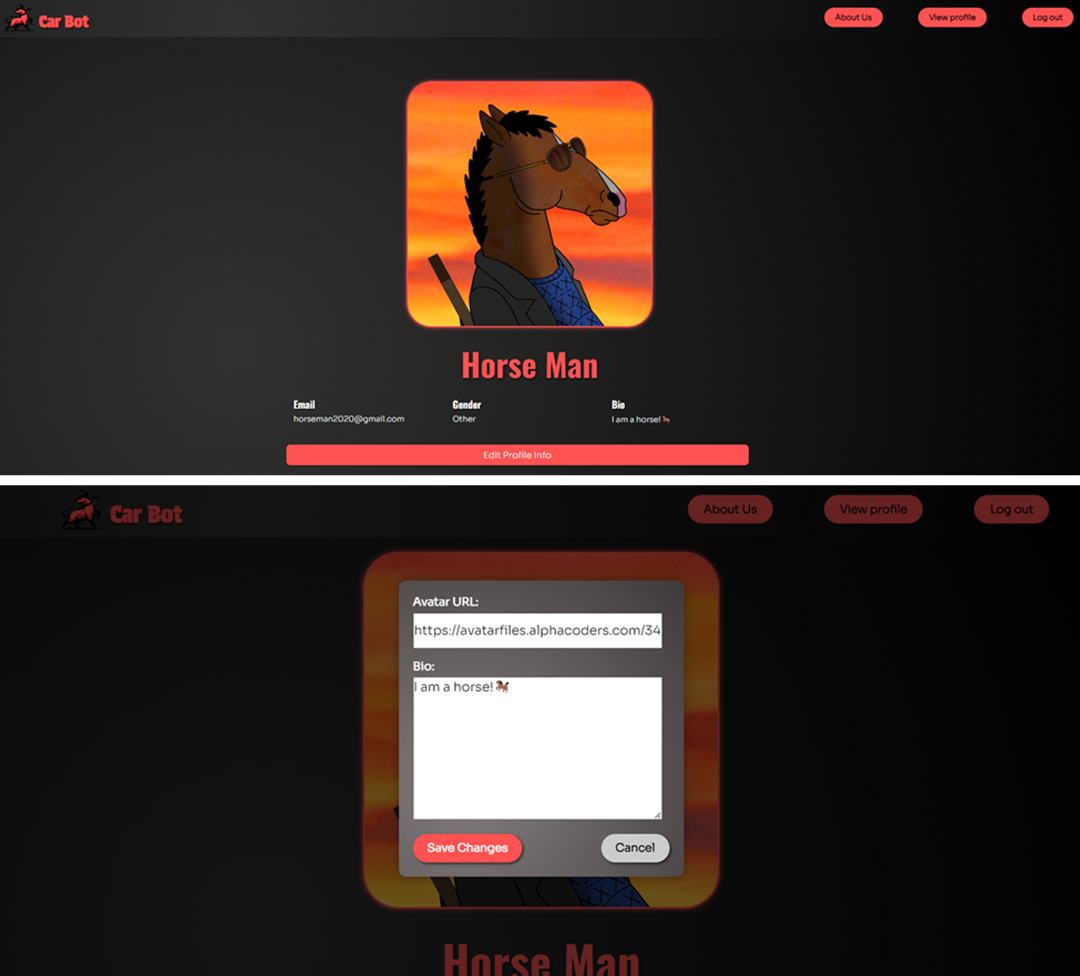 Car Bot
About Us
View profile
Log out
Horse Man
Email
Gender
Bio
horseman2020@gmail.com
Other
I am a horse!🐎
Edit Profile Info
Car Bot
About Us
View profile
Log out
Avatar URL:
https://avatarfiles.alphacoders.com/34
Bio:
I am a horse!🐎
Save Changes
Cancel
Horse Man